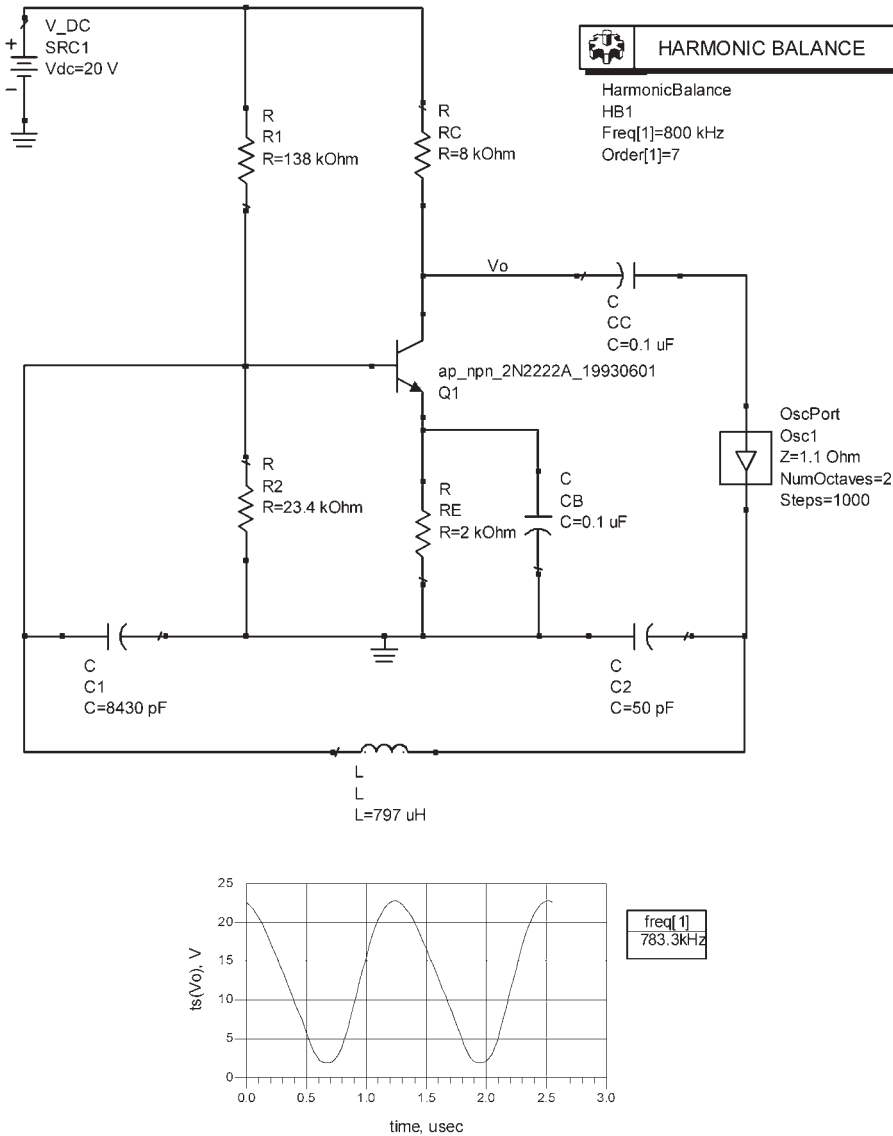 V_DC
SRC1
Vdc=20 V
+
−
HARMONIC BALANCE
HarmonicBalance
HB1
Freq[1]=800 kHz
Order[1]=7
R
R1
R=138 kOhm
R
RC
R=8 kOhm
Vo
C
CC
C=0.1 uF
ap_npn_2N2222A_19930601
Q1
OscPort
Osc1
Z=1.1 Ohm
NumOctaves=2
Steps=1000
R
R2
R=23.4 kOhm
R
RE
R=2 kOhm
C
CB
C=0.1 uF
C
C1
C=8430 pF
C
C2
C=50 pF
L
L
L=797 uH
ts(Vo), V
25
20
15
10
5
0
0.0 0.5 1.0 1.5 2.0 2.5 3.0
time, usec
freq[1]
783.3kHz